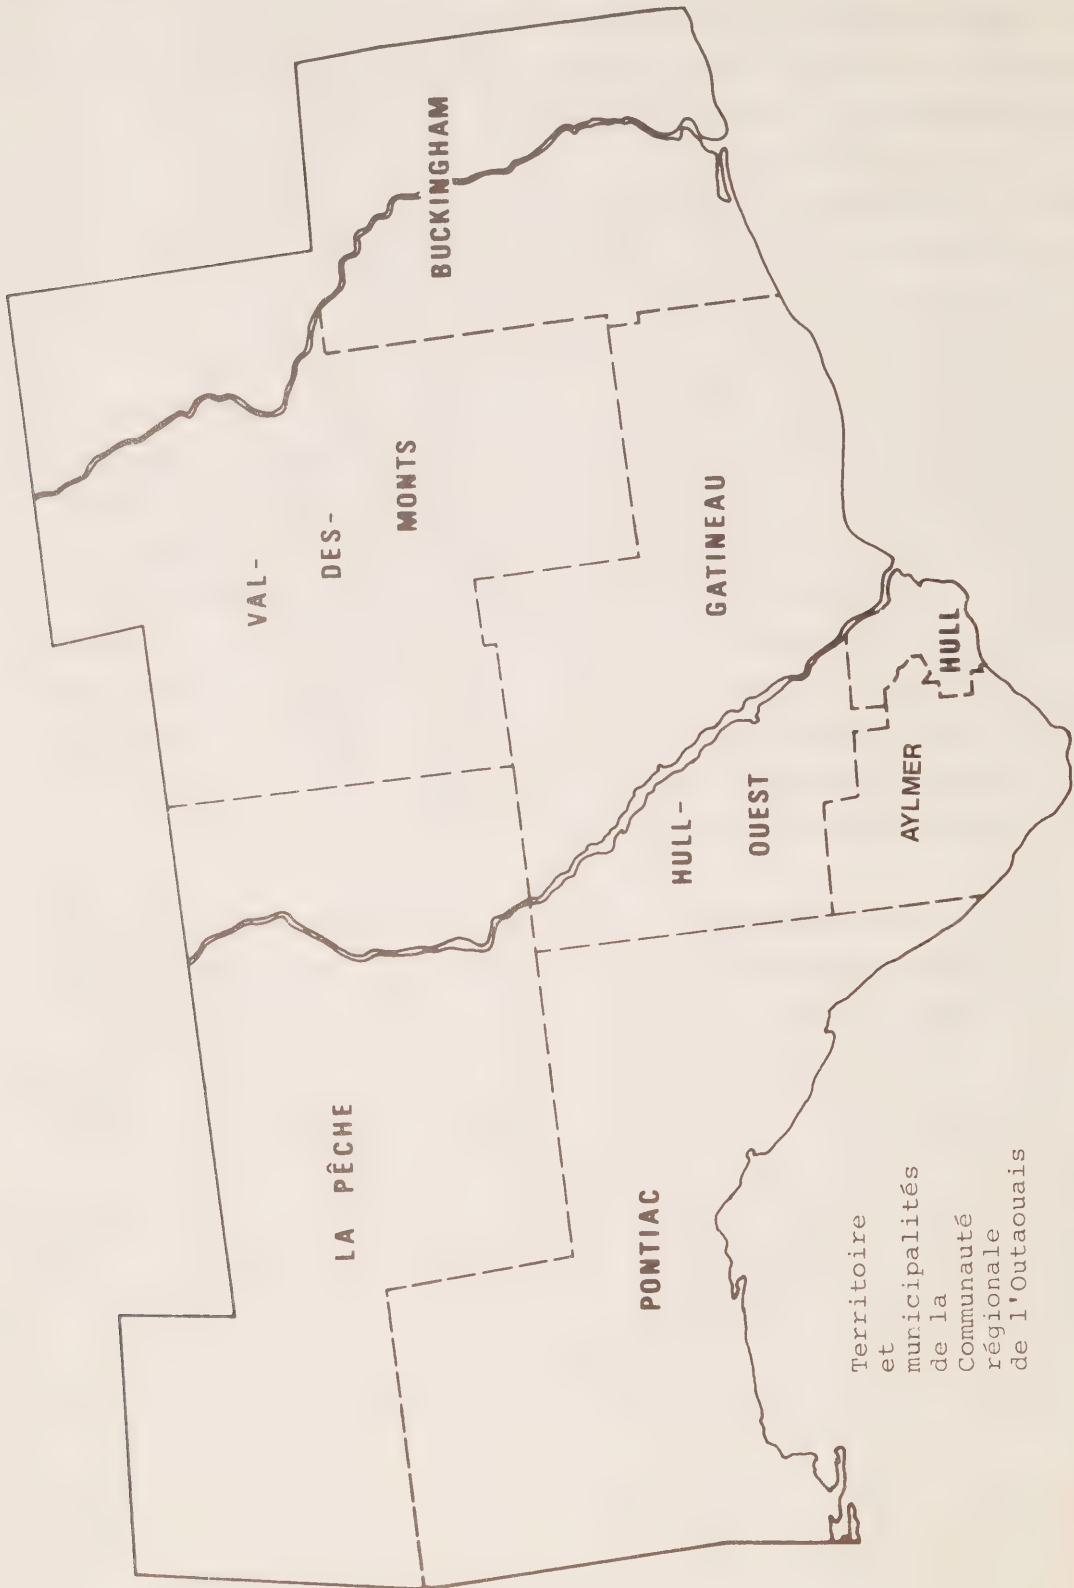 BUCKINGHAM
VAL-
DES-
MONTS
GATINEAU
HULL
HULL-
OUEST
AYLMER
LA PÊCHE
PONTIAC
Territoire
et
municipalités
de la
Communauté
régionale
de l'Outaouais